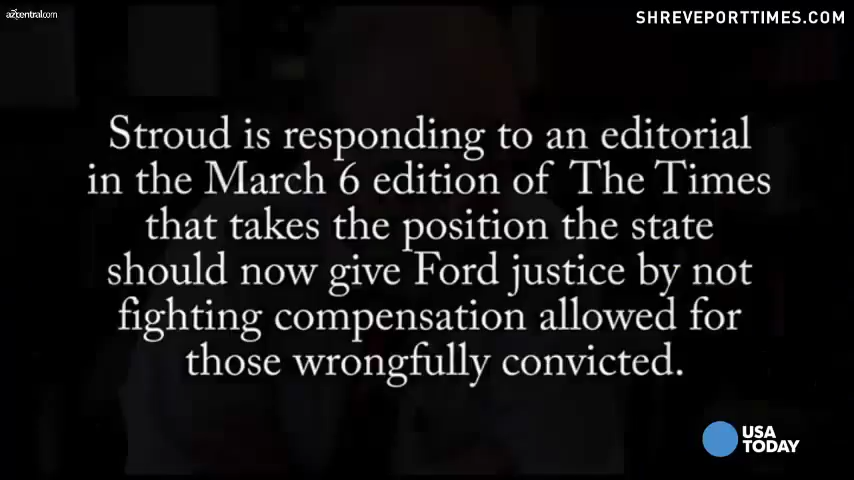 azcentral.com
SHREVEPORTTIMES.COM
Stroud is responding to an editorial
in the March 6 edition of The Times
that takes the position the state
should now give Ford justice by not
fighting compensation allowed for
those wrongfully convicted.
USA
TODAY